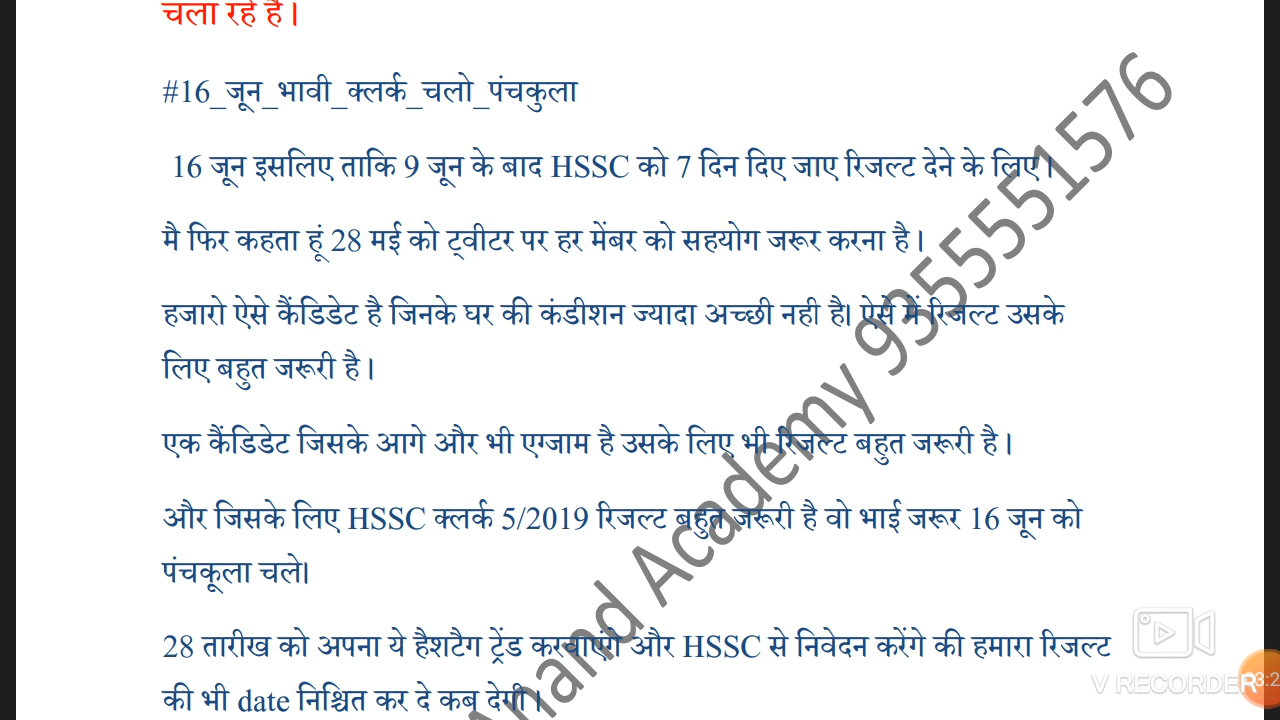 चला रहे है।
#16_जून_भावी_क्लर्क_चलो_पंचकुला
16 जून इसलिए ताकि 9 जून के बाद HSSC को 7 दिन दिए जाए रिजल्ट देने के लिए।
मै फिर कहता हूं 28 मई को ट्वीटर पर हर मेंबर को सहयोग जरूर करना है।
हजारो ऐसे कैंडिडेट है जिनके घर की कंडीशन ज्यादा अच्छी नही है। ऐसे में रिजल्ट उसके
लिए बहुत जरूरी है।
एक कैंडिडेट जिसके आगे और भी एग्जाम है उसके लिए भी रिजल्ट बहुत जरूरी है।
और जिसके लिए HSSC क्लर्क 5/2019 रिजल्ट बहुत जरूरी है वो भाई जरूर 16 जून को
पंचकूला चले।
28 तारीख को अपना ये हैशटैग ट्रेंड करवाएंगे और HSSC से निवेदन करेंगे की हमारा रिजल्ट
की भी date निश्चित कर दे कब देगी।
nand Academy 9355551576
V RECORDER
3:2